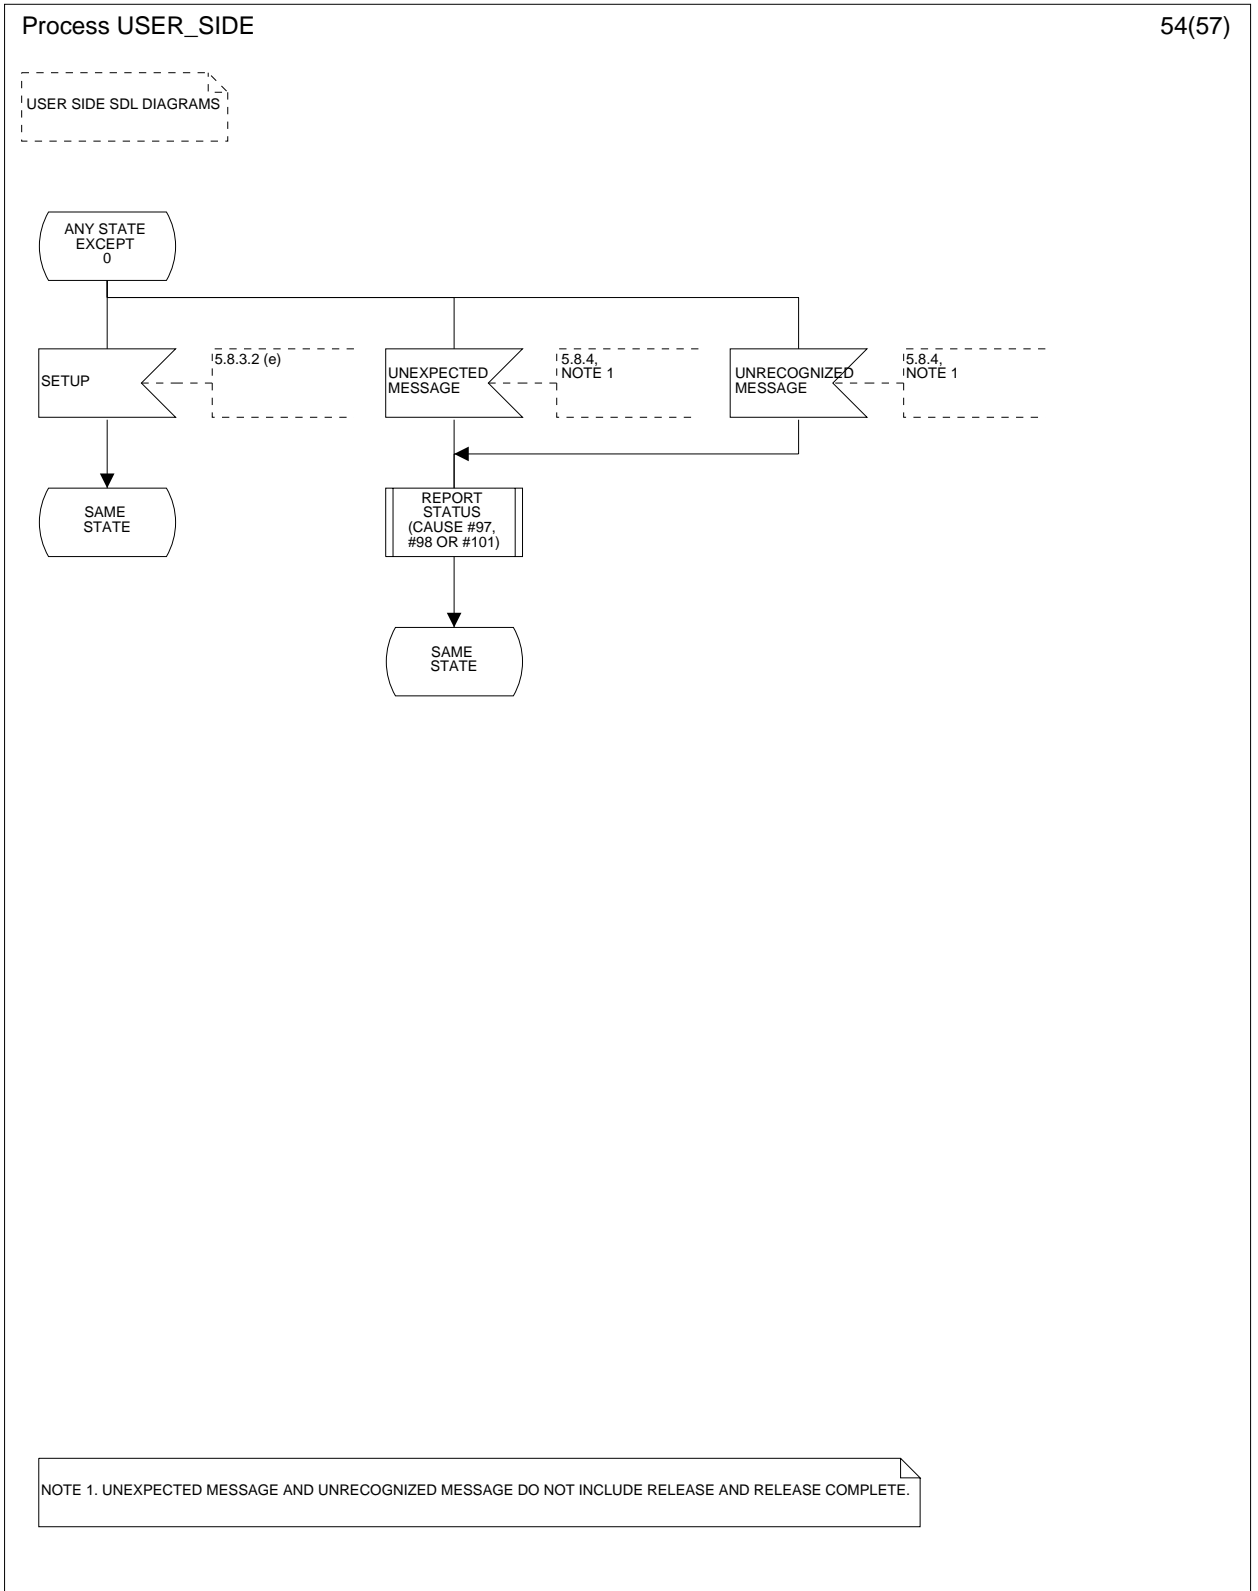 Process USER_SIDE
54(57)
USER SIDE SDL DIAGRAMS
ANY STATE
EXCEPT
0
SETUP
5.8.3.2 (e)
UNEXPECTED
MESSAGE
5.8.4,
NOTE 1
UNRECOGNIZED
MESSAGE
5.8.4,
NOTE 1
SAME
STATE
REPORT
STATUS
(CAUSE #97,
#98 OR #101)
SAME
STATE
NOTE 1. UNEXPECTED MESSAGE AND UNRECOGNIZED MESSAGE DO NOT INCLUDE RELEASE AND RELEASE COMPLETE.